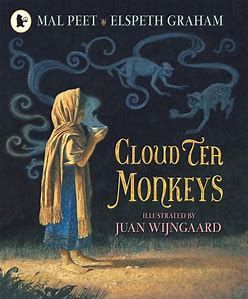 MAL PEET • ELSPETH GRAHAM
CLOUD TEA
MONKEYS
ILLUSTRATED BY
JUAN WIJNGAARD